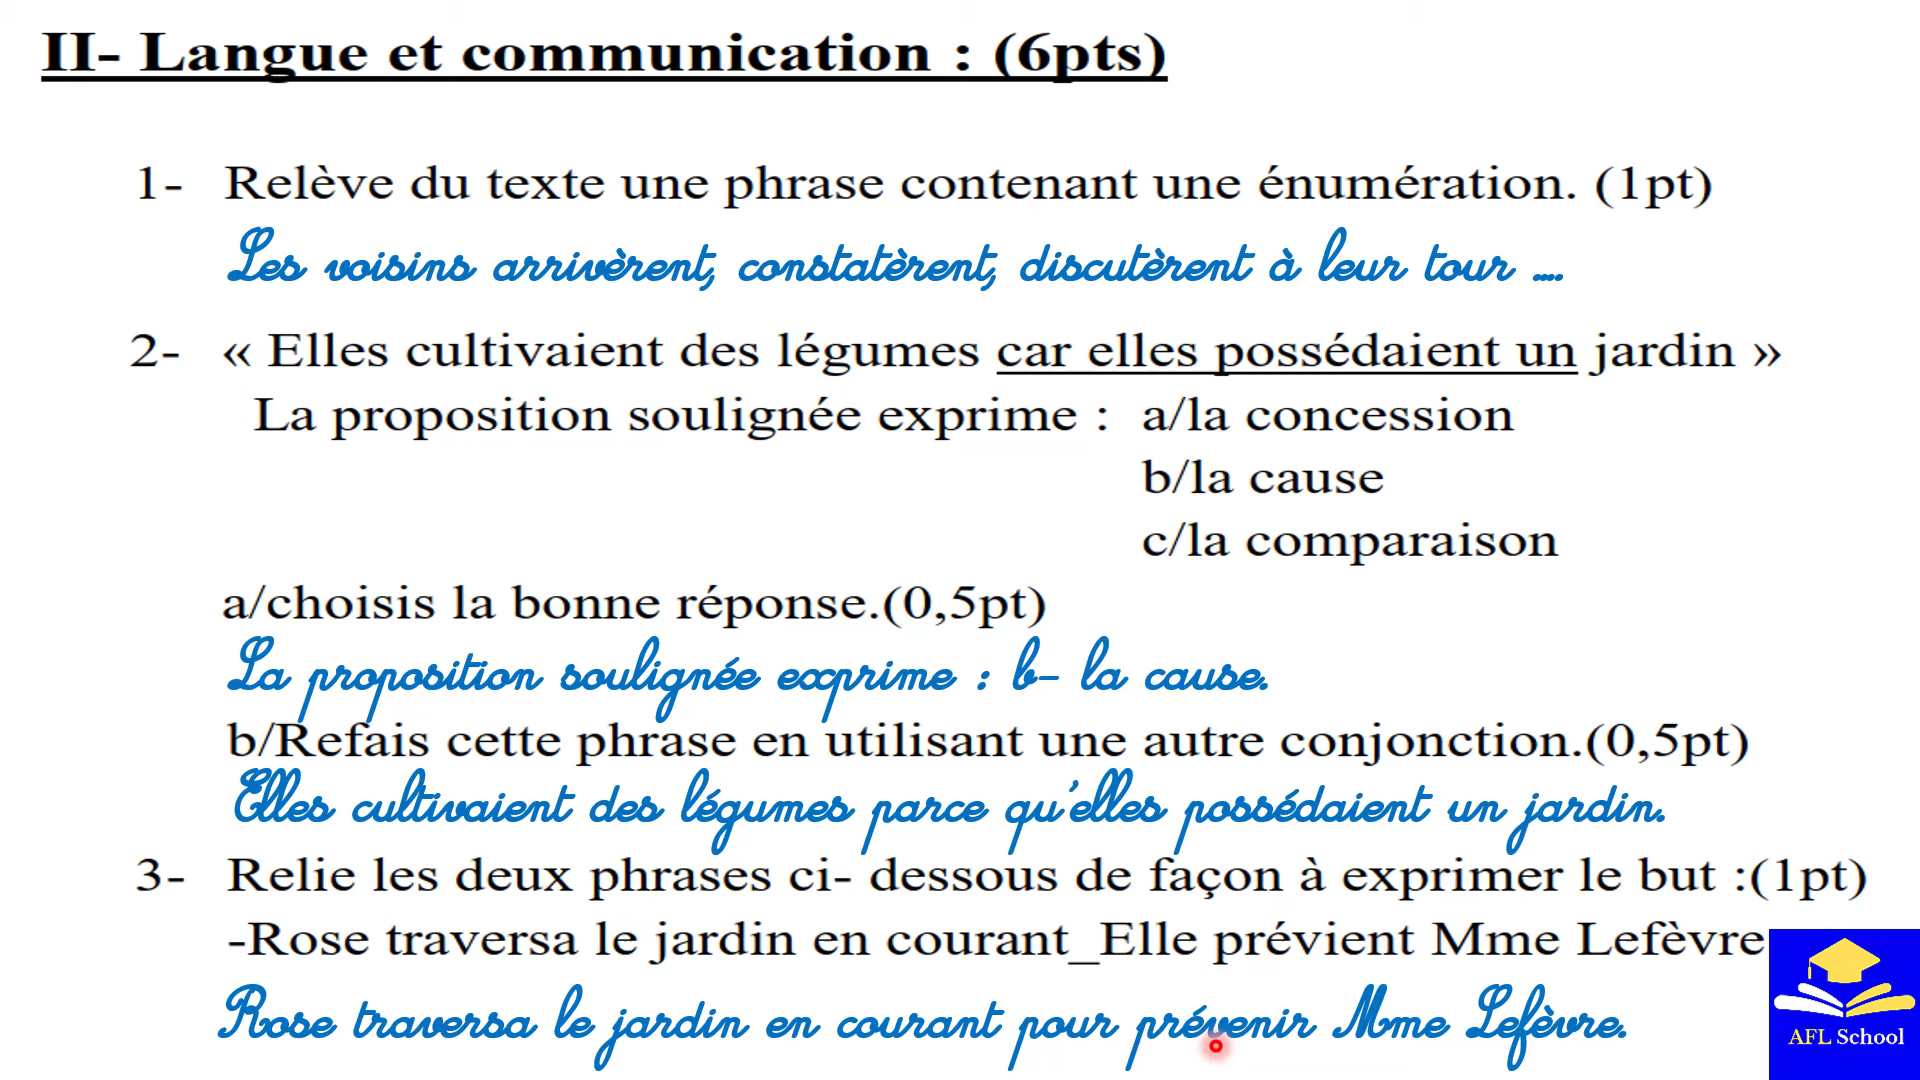 II- Langue et communication : (6pts)
1- Relève du texte une phrase contenant une énumération. (1pt)
Les voisins arrivèrent, constatèrent, discutèrent à leur tour ....
2- « Elles cultivaient des légumes car elles possédaient un jardin »
La proposition soulignée exprime : a/la concession
b/la cause
c/la comparaison
a/choisis la bonne réponse.(0,5pt)
La proposition soulignée exprime : b- la cause.
b/Refais cette phrase en utilisant une autre conjonction.(0,5pt)
Elles cultivaient des légumes parce qu'elles possédaient un jardin.
3- Relie les deux phrases ci- dessous de façon à exprimer le but :(1pt)
-Rose traversa le jardin en courant_Elle prévient Mme Lefèvre
Rose traversa le jardin en courant pour prévenir Mme Lefèvre.
AFL School